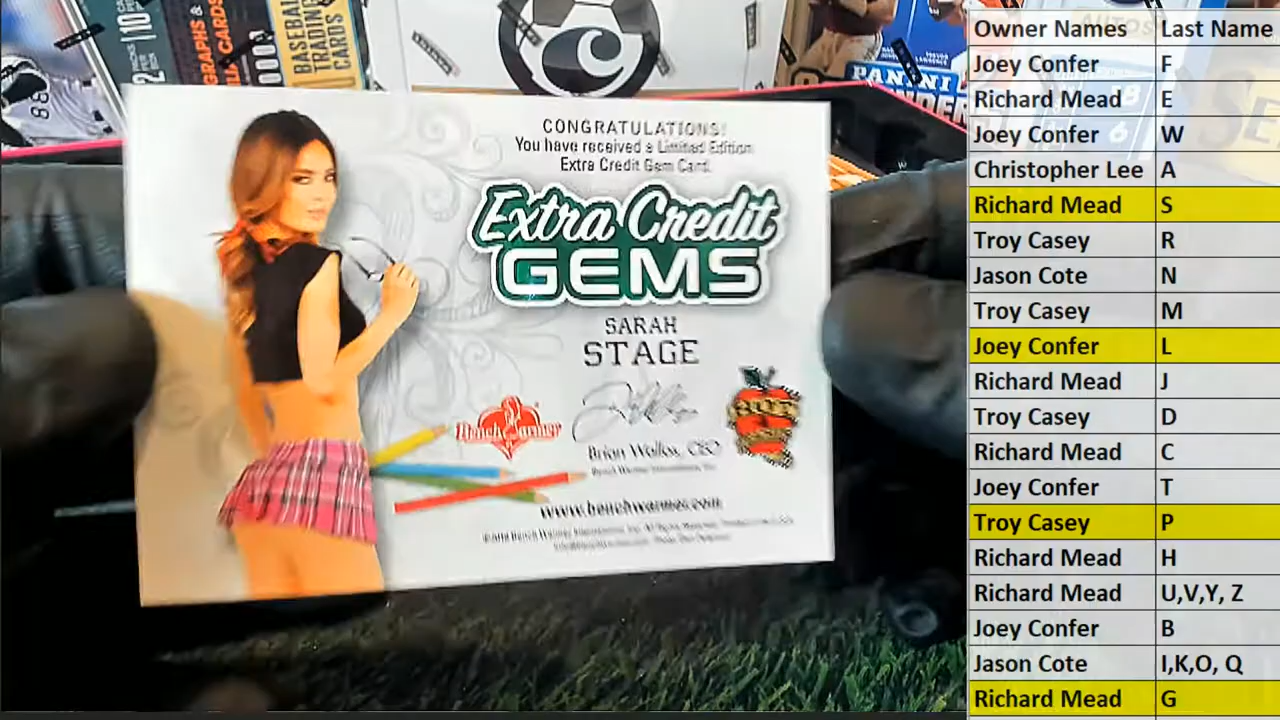 BASEBALL
TRADING
CARDS
PANINI
CONGRATULATIONS!
You have received a Limited Edition
Extra Credit Gem Card.
Extra Credit
GEMS
SARAH
STAGE
Bench Warmer
HOT
www.benchwarmer.com
Owner Names Last Name
Joey Confer F
Richard Mead E
Joey Confer W
Christopher Lee A
Richard Mead S
Troy Casey R
Jason Cote N
Troy Casey M
Joey Confer L
Richard Mead J
Troy Casey D
Richard Mead C
Joey Confer T
Troy Casey P
Richard Mead H
Richard Mead U,V,Y, Z
Joey Confer B
Jason Cote I,K,O, Q
Richard Mead G